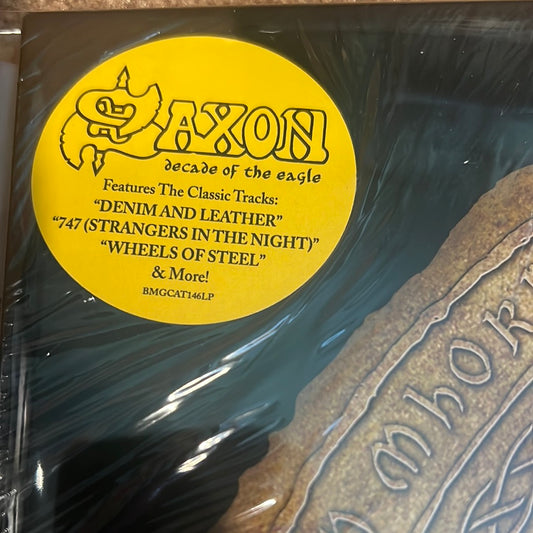 SAXON
decade of the eagle
Features The Classic Tracks:
"DENIM AND LEATHER"
"747 (STRANGERS IN THE NIGHT)"
"WHEELS OF STEEL"
& More!
BMGCAT146LP